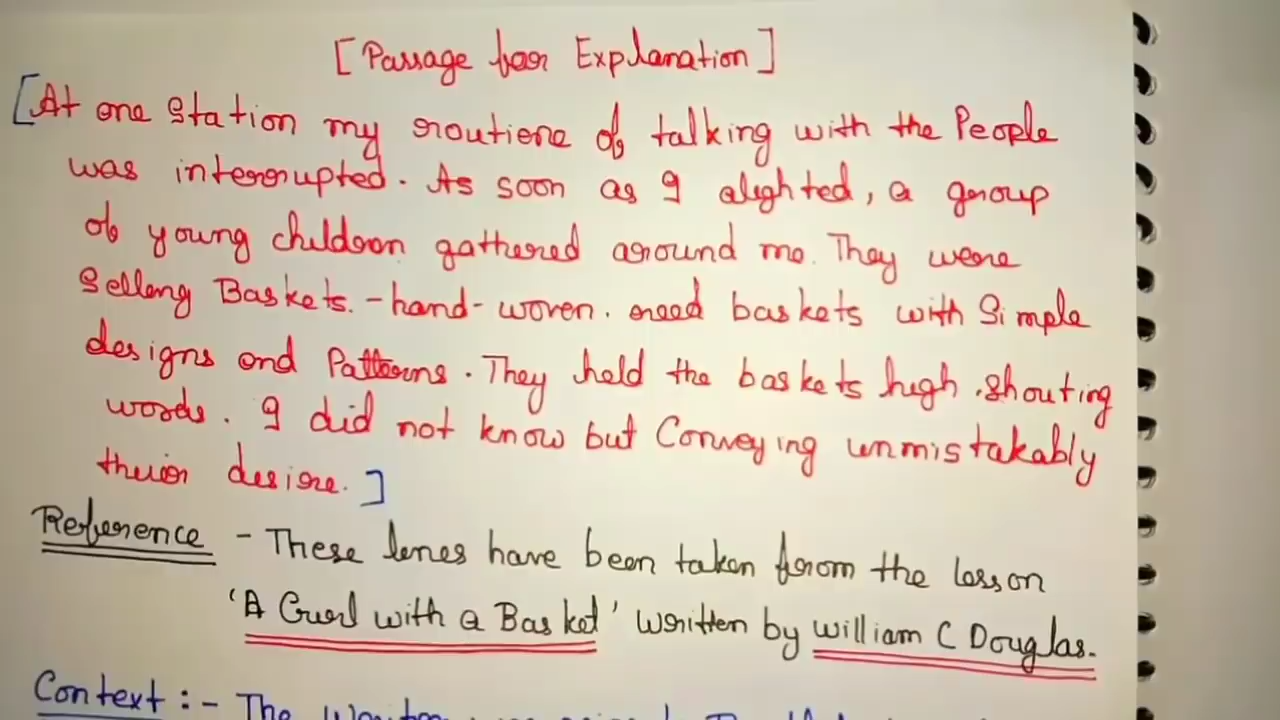 [Passage for Explanation]
[At one station my routiene of talking with the People
was interrupted. As soon as I alighted, a group
of young children gathered around me. They were
Selleng Baskets. - hand - woven. reed baskets with Simple
designs and Patterns. They held the baskets high, shouting
words. I did not know but Conveying unmistakably
their desire.]
Reference - These lines have been taken from the lesson
'A Girl with a Basket' written by william C Douglas.
Context :- The